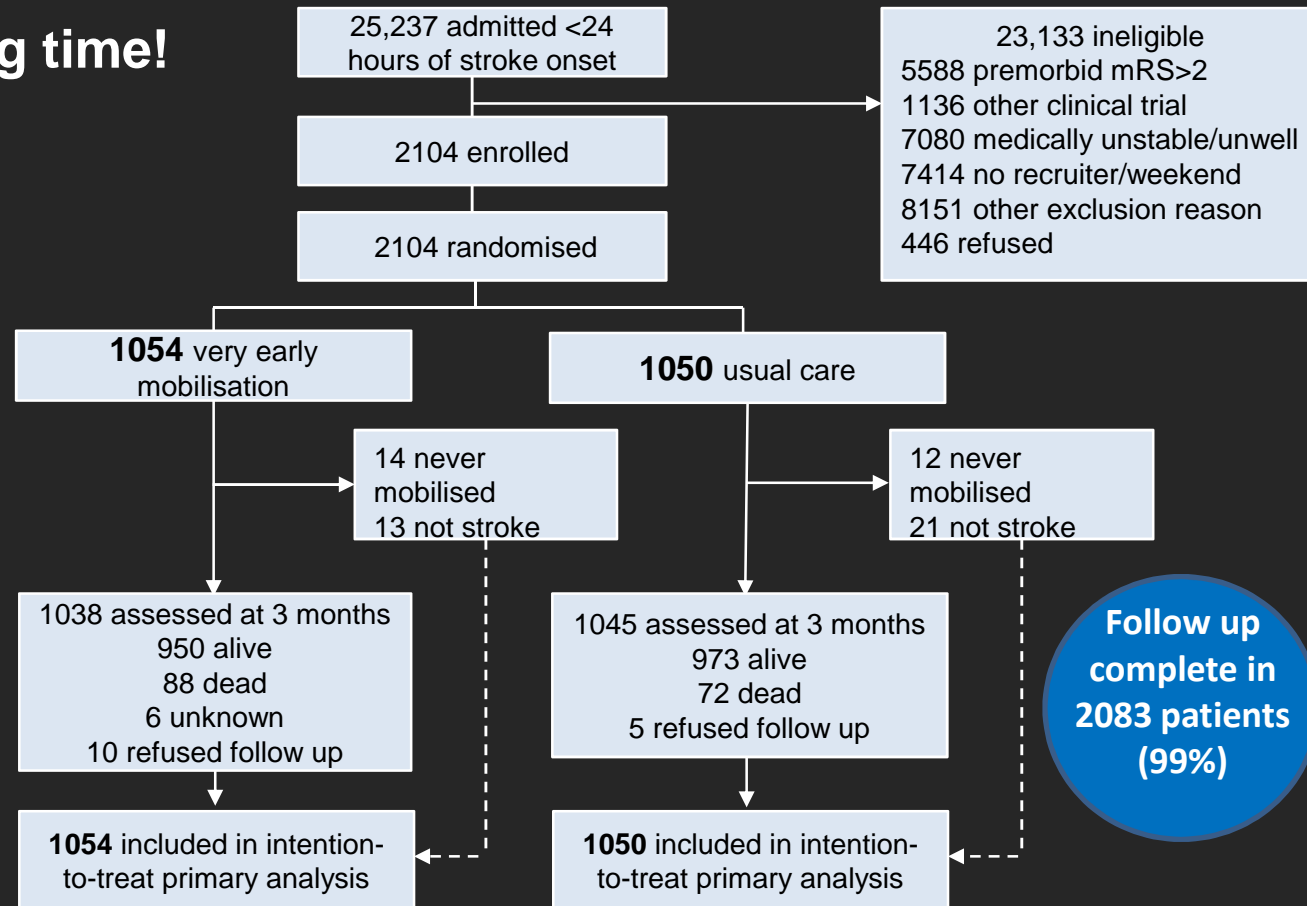 g time!
25,237 admitted <24
hours of stroke onset
23,133 ineligible
5588 premorbid mRS>2
1136 other clinical trial
7080 medically unstable/unwell
7414 no recruiter/weekend
8151 other exclusion reason
446 refused
2104 enrolled
2104 randomised
1054 very early
mobilisation
1050 usual care
14 never
mobilised
13 not stroke
12 never
mobilised
21 not stroke
1038 assessed at 3 months
950 alive
88 dead
6 unknown
10 refused follow up
1045 assessed at 3 months
973 alive
72 dead
5 refused follow up
Follow up
complete in
2083 patients
(99%)
1054 included in intention-
to-treat primary analysis
1050 included in intention-
to-treat primary analysis